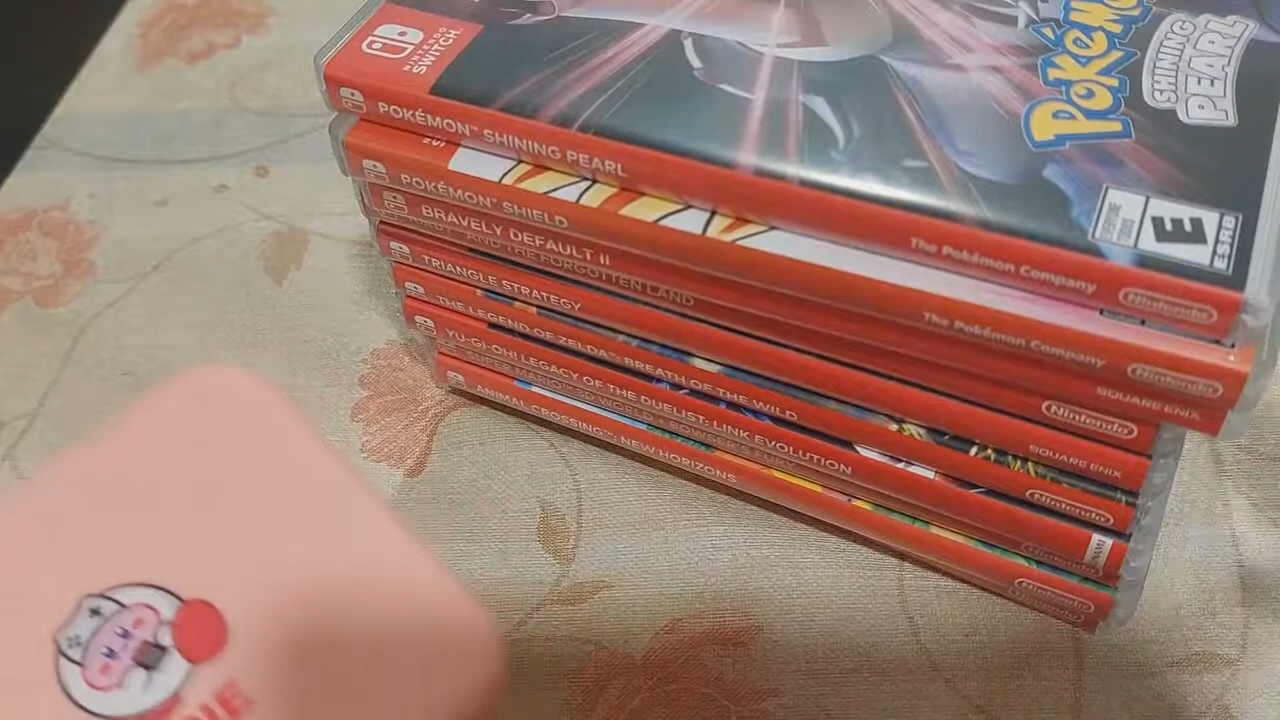 NINTENDO
SWITCH
POKéMON
SHINING
PEARL
EVERYONE
E
ESRB
POKÉMON™ SHINING PEARL
The Pokémon Company
Nintendo
POKÉMON™ SHIELD
The Pokémon Company
Nintendo
BRAVELY DEFAULT II
SQUARE ENIX
AND THE FORGOTTEN LAND
Nintendo
TRIANGLE STRATEGY
SQUARE ENIX
THE LEGEND OF ZELDA™: BREATH OF THE WILD
Nintendo
YU-GI-OH! LEGACY OF THE DUELIST: LINK EVOLUTION
KONAMI
SUPER MARIO™ 3D WORLD + BOWSER'S FURY
Nintendo
ANIMAL CROSSING™: NEW HORIZONS
Nintendo
Nintendo